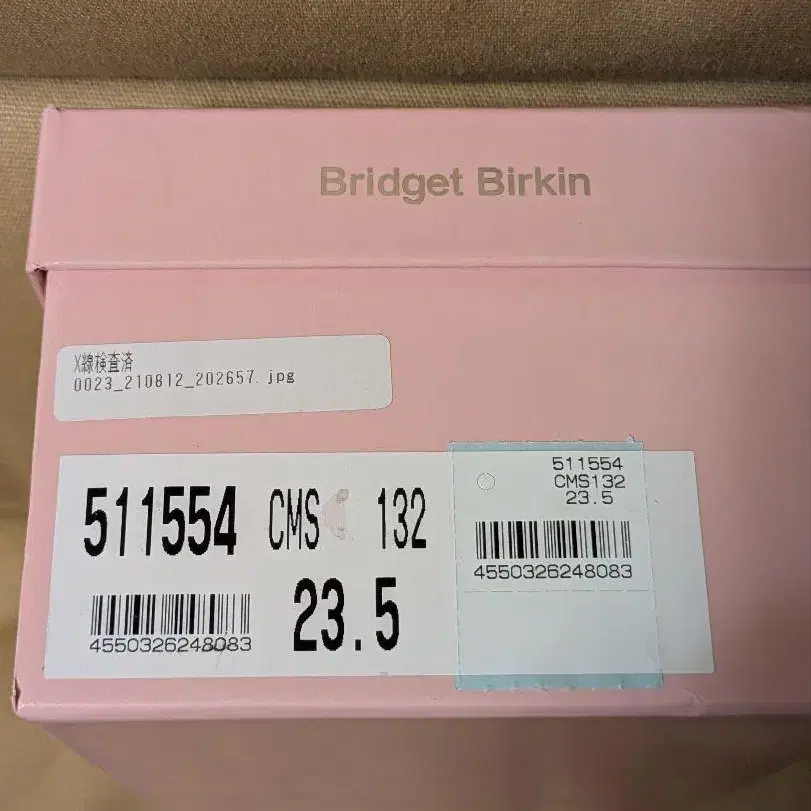 Bridget Birkin
X線検査済
0023_210812_202657.jpg
511554 CMS 132
23.5
4550326248083
511554
CMS132
23.5
4550326248083